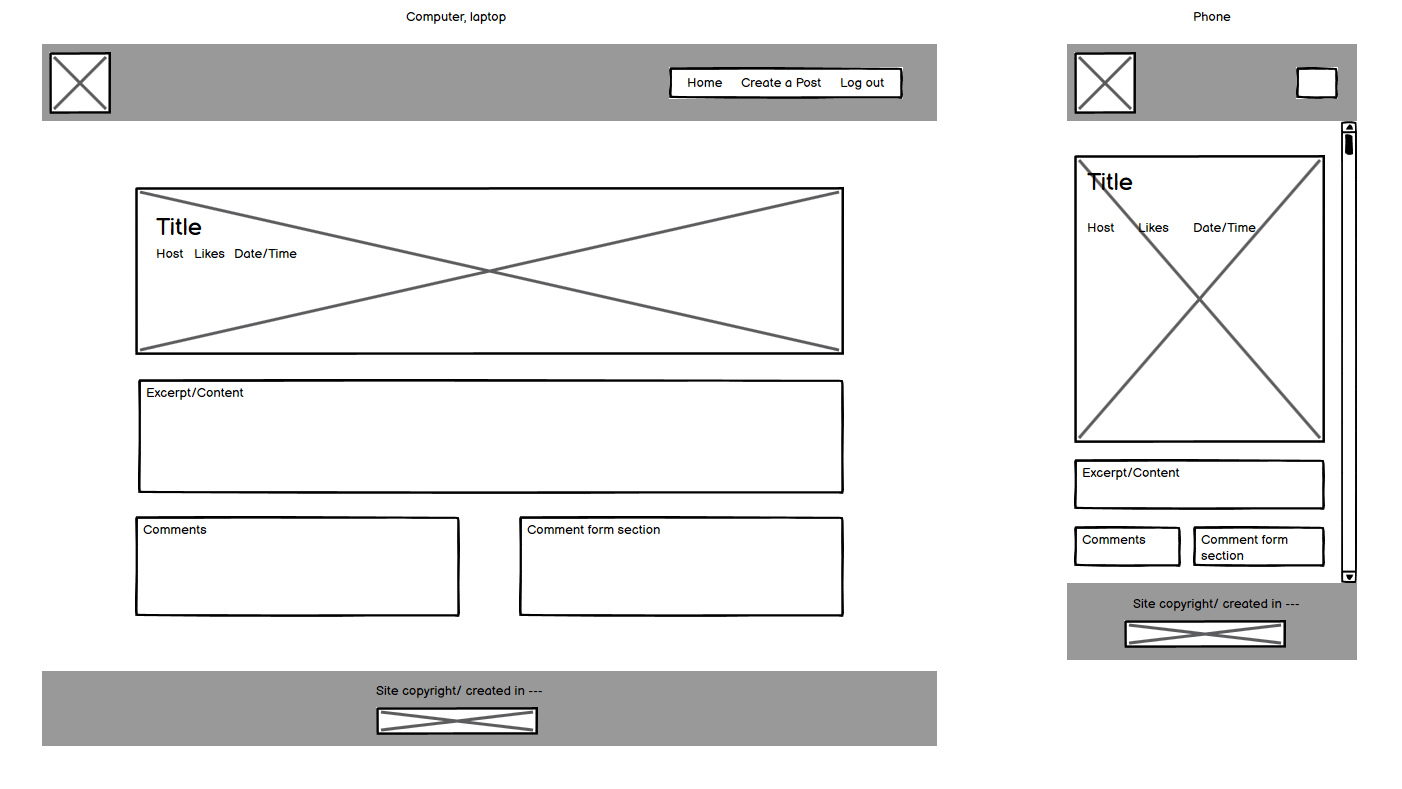 Computer, laptop
Home Create a Post Log out
Title
Host Likes Date/Time
Excerpt/Content
Comments
Comment form section
Site copyright/ created in ---
Phone
Title
Host Likes Date/Time
Excerpt/Content
Comments
Comment form
section
Site copyright/ created in ---